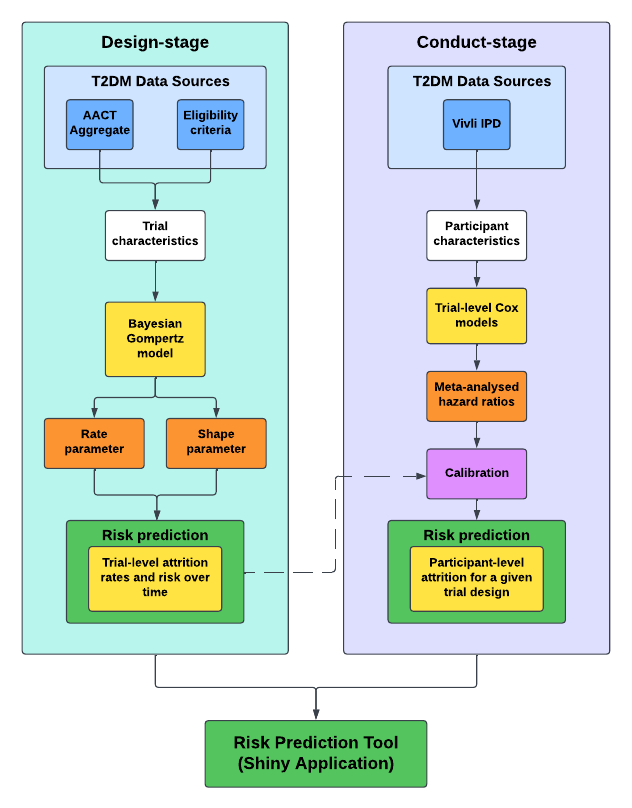 Design-stage
T2DM Data Sources
AACT
Aggregate
Eligibility
criteria
Trial
characteristics
Bayesian
Gompertz
model
Rate
parameter
Shape
parameter
Risk prediction
Trial-level attrition
rates and risk over
time
Conduct-stage
T2DM Data Sources
Vivli IPD
Participant
characteristics
Trial-level Cox
models
Meta-analysed
hazard ratios
Calibration
Risk prediction
Participant-level
attrition for a given
trial design
Risk Prediction Tool
(Shiny Application)